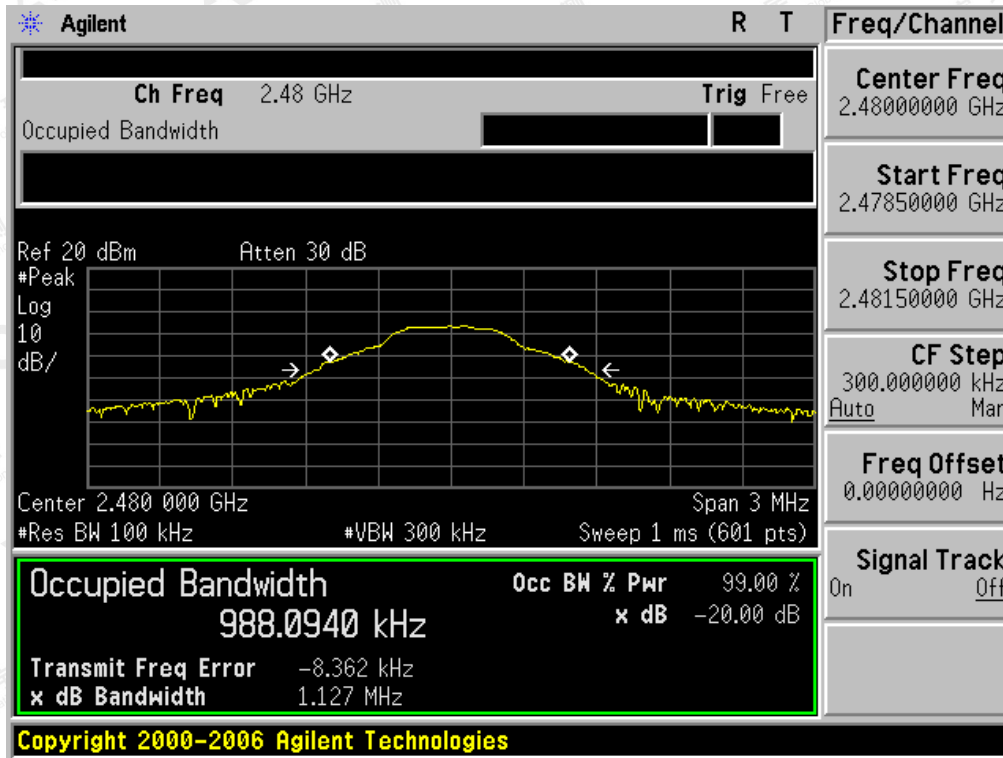 Agilent R T Freq/Channel
Ch Freq 2.48 GHz Trig Free
Occupied Bandwidth
Center Freq
2.48000000 GHz
Start Freq
2.47850000 GHz
Stop Freq
2.48150000 GHz
CF Step
300.000000 kHz
Auto Man
Freq Offset
0.00000000 Hz
Signal Track
On Off
Ref 20 dBm Atten 30 dB
#Peak
Log
10
dB/
Center 2.480 000 GHz Span 3 MHz
#Res BW 100 kHz #VBW 300 kHz Sweep 1 ms (601 pts)
Occupied Bandwidth Occ BW % Pwr 99.00 %
988.0940 kHz x dB -20.00 dB
Transmit Freq Error -8.362 kHz
x dB Bandwidth 1.127 MHz
Copyright 2000-2006 Agilent Technologies